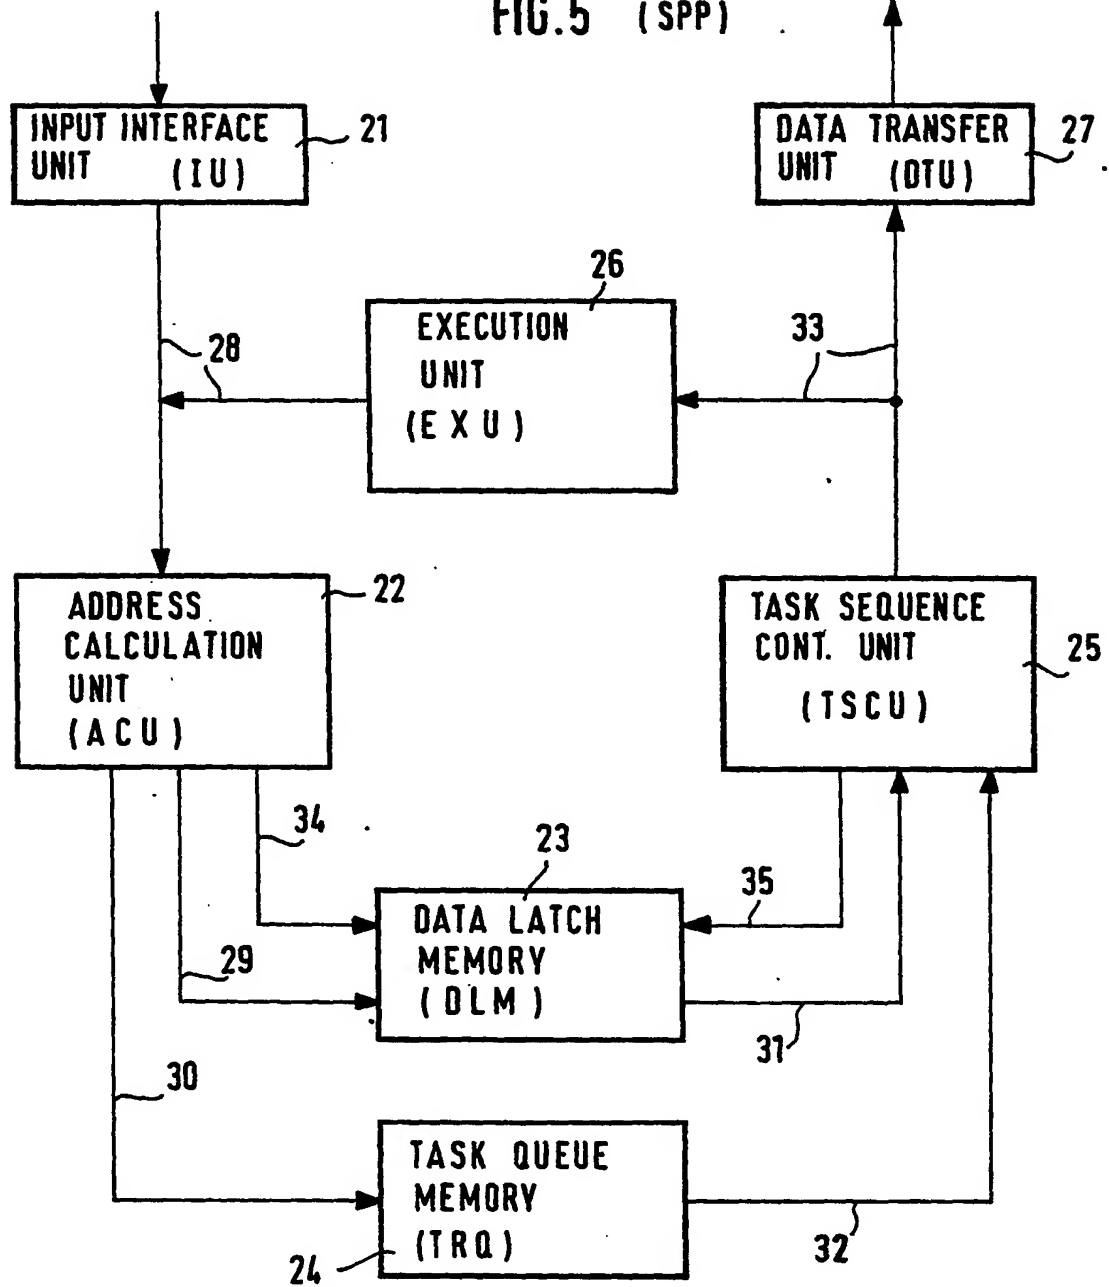 FIG.5 (SPP)
INPUT INTERFACE
UNIT (IU)
21
DATA TRANSFER
UNIT (DTU)
27
26
EXECUTION
UNIT
(EXU)
28
33
ADDRESS
CALCULATION
UNIT
(ACU)
22
TASK SEQUENCE
CONT. UNIT
(TSCU)
25
34
23
35
DATA LATCH
MEMORY
(DLM)
29
31
30
TASK QUEUE
MEMORY
(TRQ)
24
32